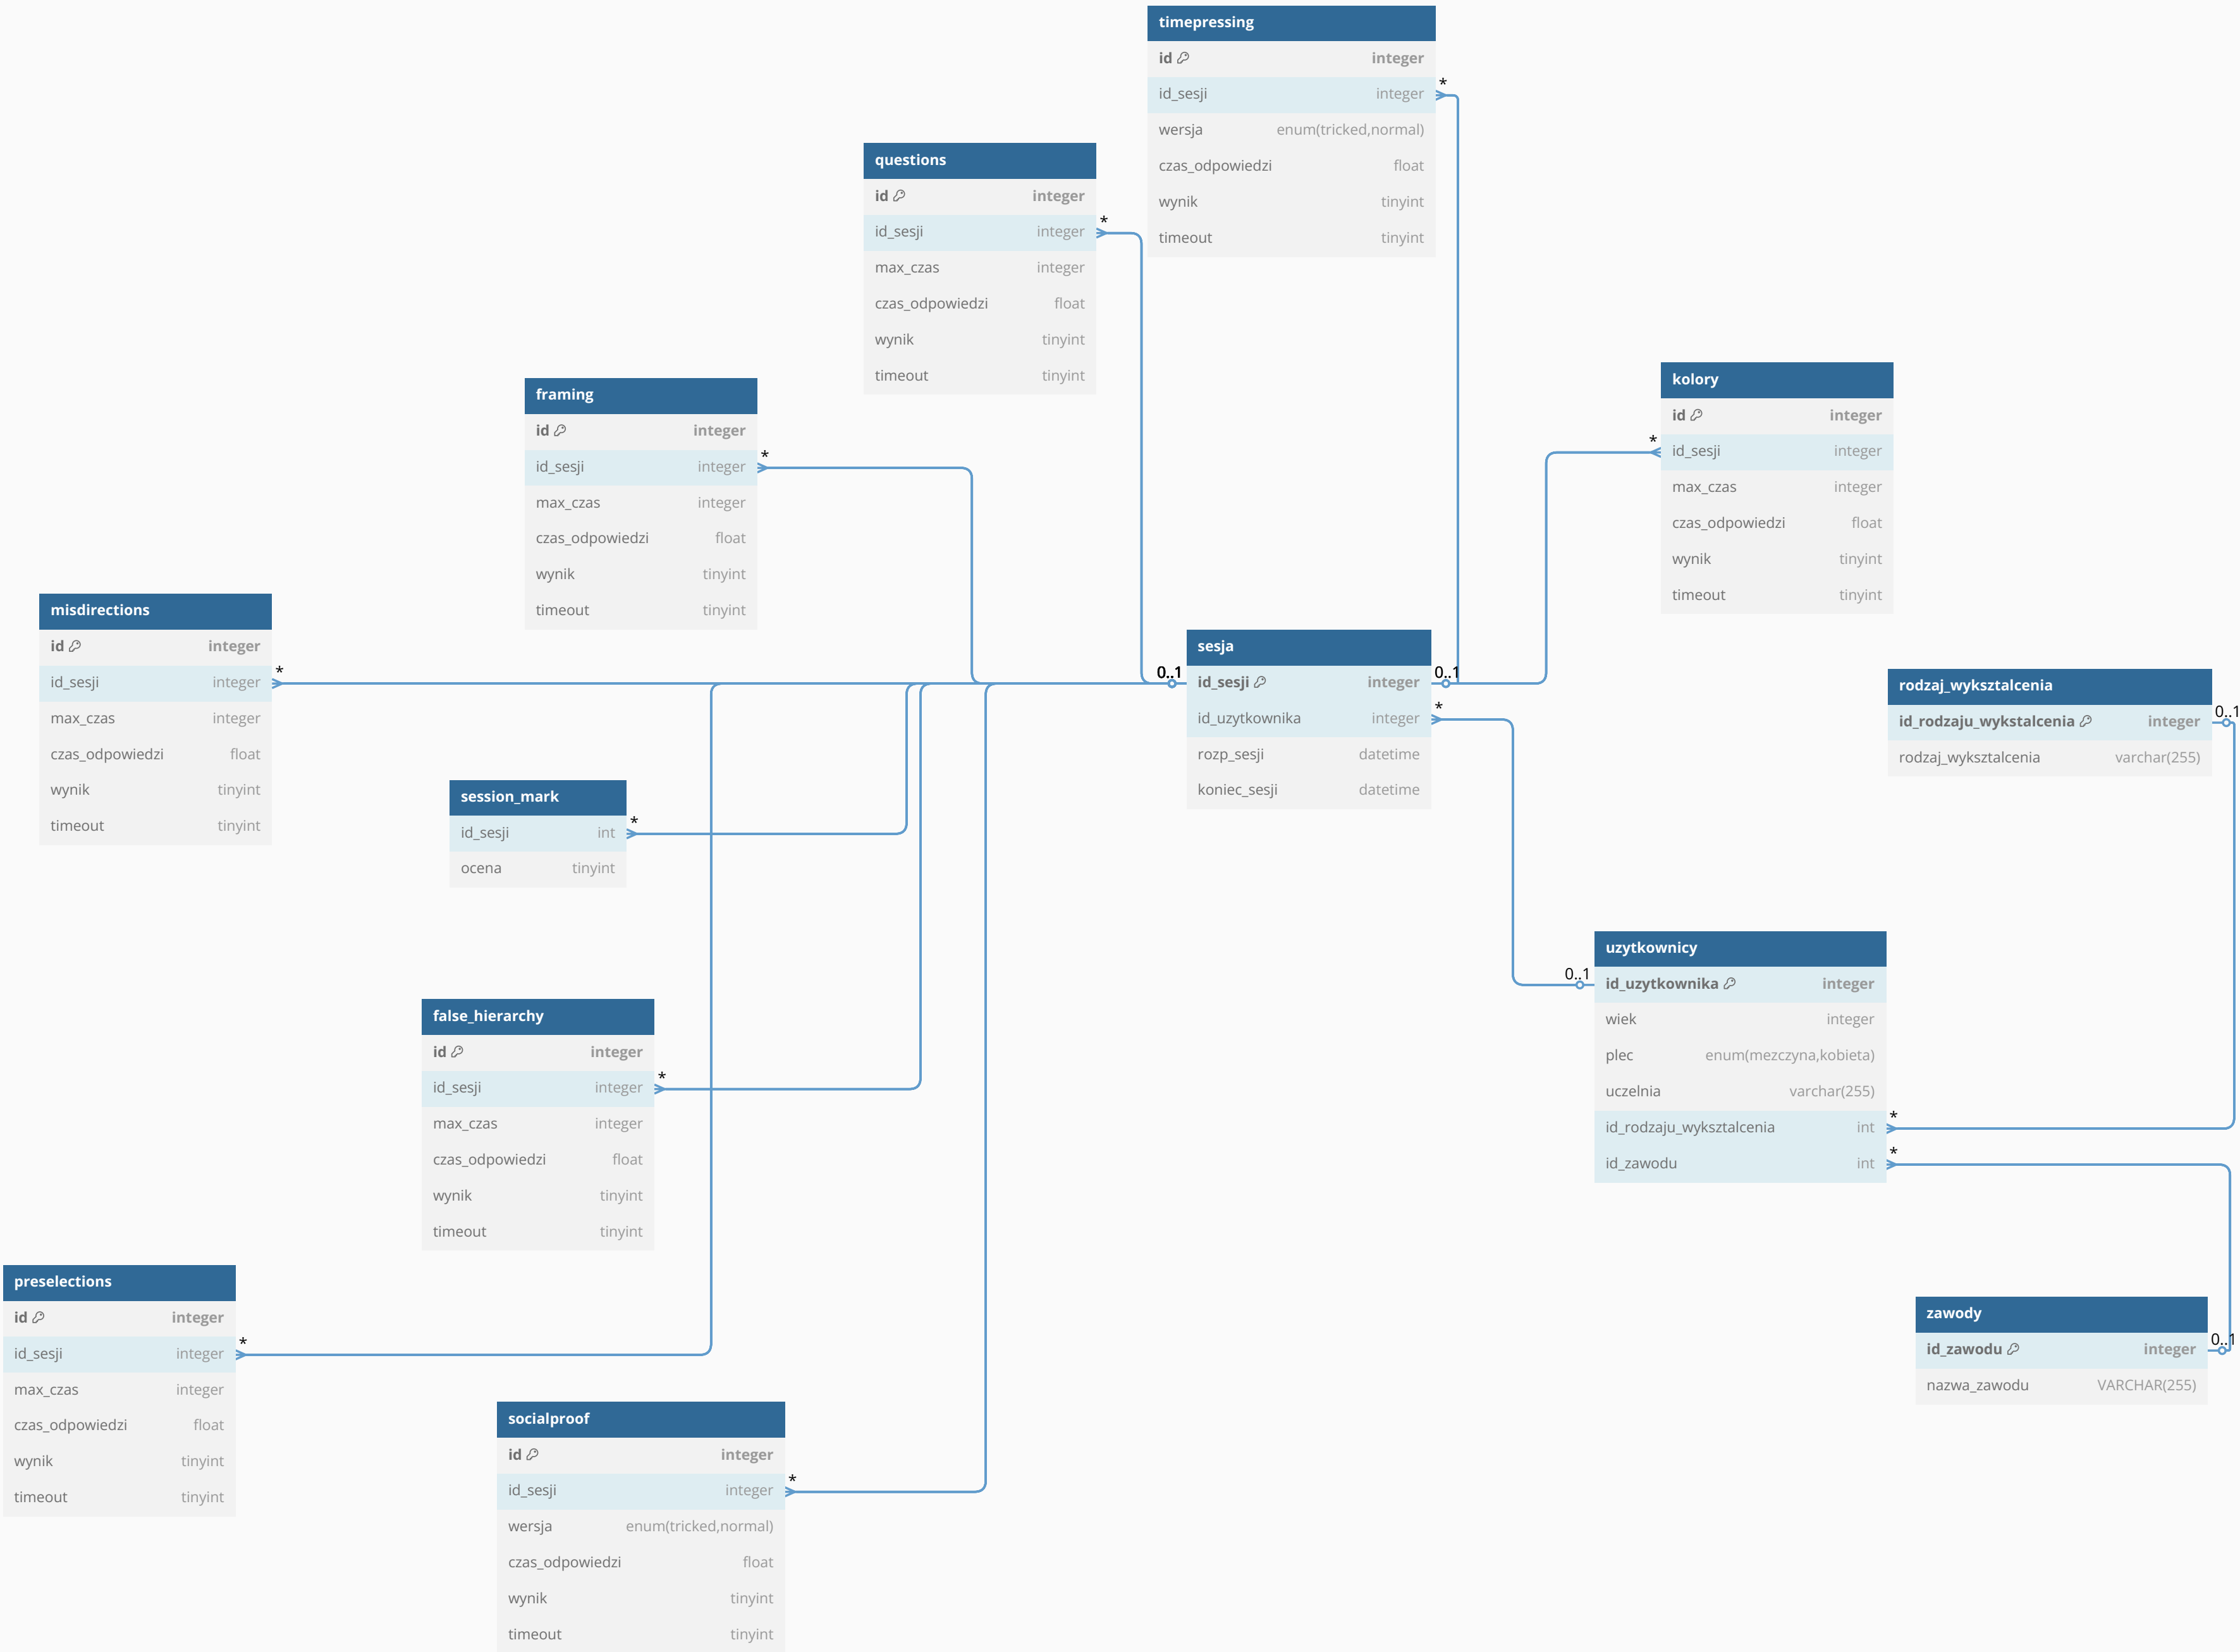 timepressing
id integer
id_sesji integer
*
wersja enum(tricked,normal)
czas_odpowiedzi float
wynik tinyint
timeout tinyint
questions
id integer
id_sesji integer
*
max_czas integer
czas_odpowiedzi float
wynik tinyint
timeout tinyint
framing
id integer
id_sesji integer
*
max_czas integer
czas_odpowiedzi float
wynik tinyint
timeout tinyint
kolory
id integer
*
id_sesji integer
max_czas integer
czas_odpowiedzi float
wynik tinyint
timeout tinyint
misdirections
id integer
id_sesji integer
*
max_czas integer
czas_odpowiedzi float
wynik tinyint
timeout tinyint
sesja
0..1
id_sesji integer
0..1
id_uzytkownika integer
*
rozp_sesji datetime
koniec_sesji datetime
rodzaj_wyksztalcenia
id_rodzaju_wykstalcenia integer
0..1
rodzaj_wyksztalcenia varchar(255)
session_mark
id_sesji int
*
ocena tinyint
uzytkownicy
0..1
id_uzytkownika integer
wiek integer
plec enum(mezczyna,kobieta)
uczelnia varchar(255)
id_rodzaju_wyksztalcenia int
*
id_zawodu int
*
false_hierarchy
id integer
id_sesji integer
*
max_czas integer
czas_odpowiedzi float
wynik tinyint
timeout tinyint
preselections
id integer
id_sesji integer
*
max_czas integer
czas_odpowiedzi float
wynik tinyint
timeout tinyint
zawody
id_zawodu integer
0..1
nazwa_zawodu VARCHAR(255)
socialproof
id integer
id_sesji integer
*
wersja enum(tricked,normal)
czas_odpowiedzi float
wynik tinyint
timeout tinyint